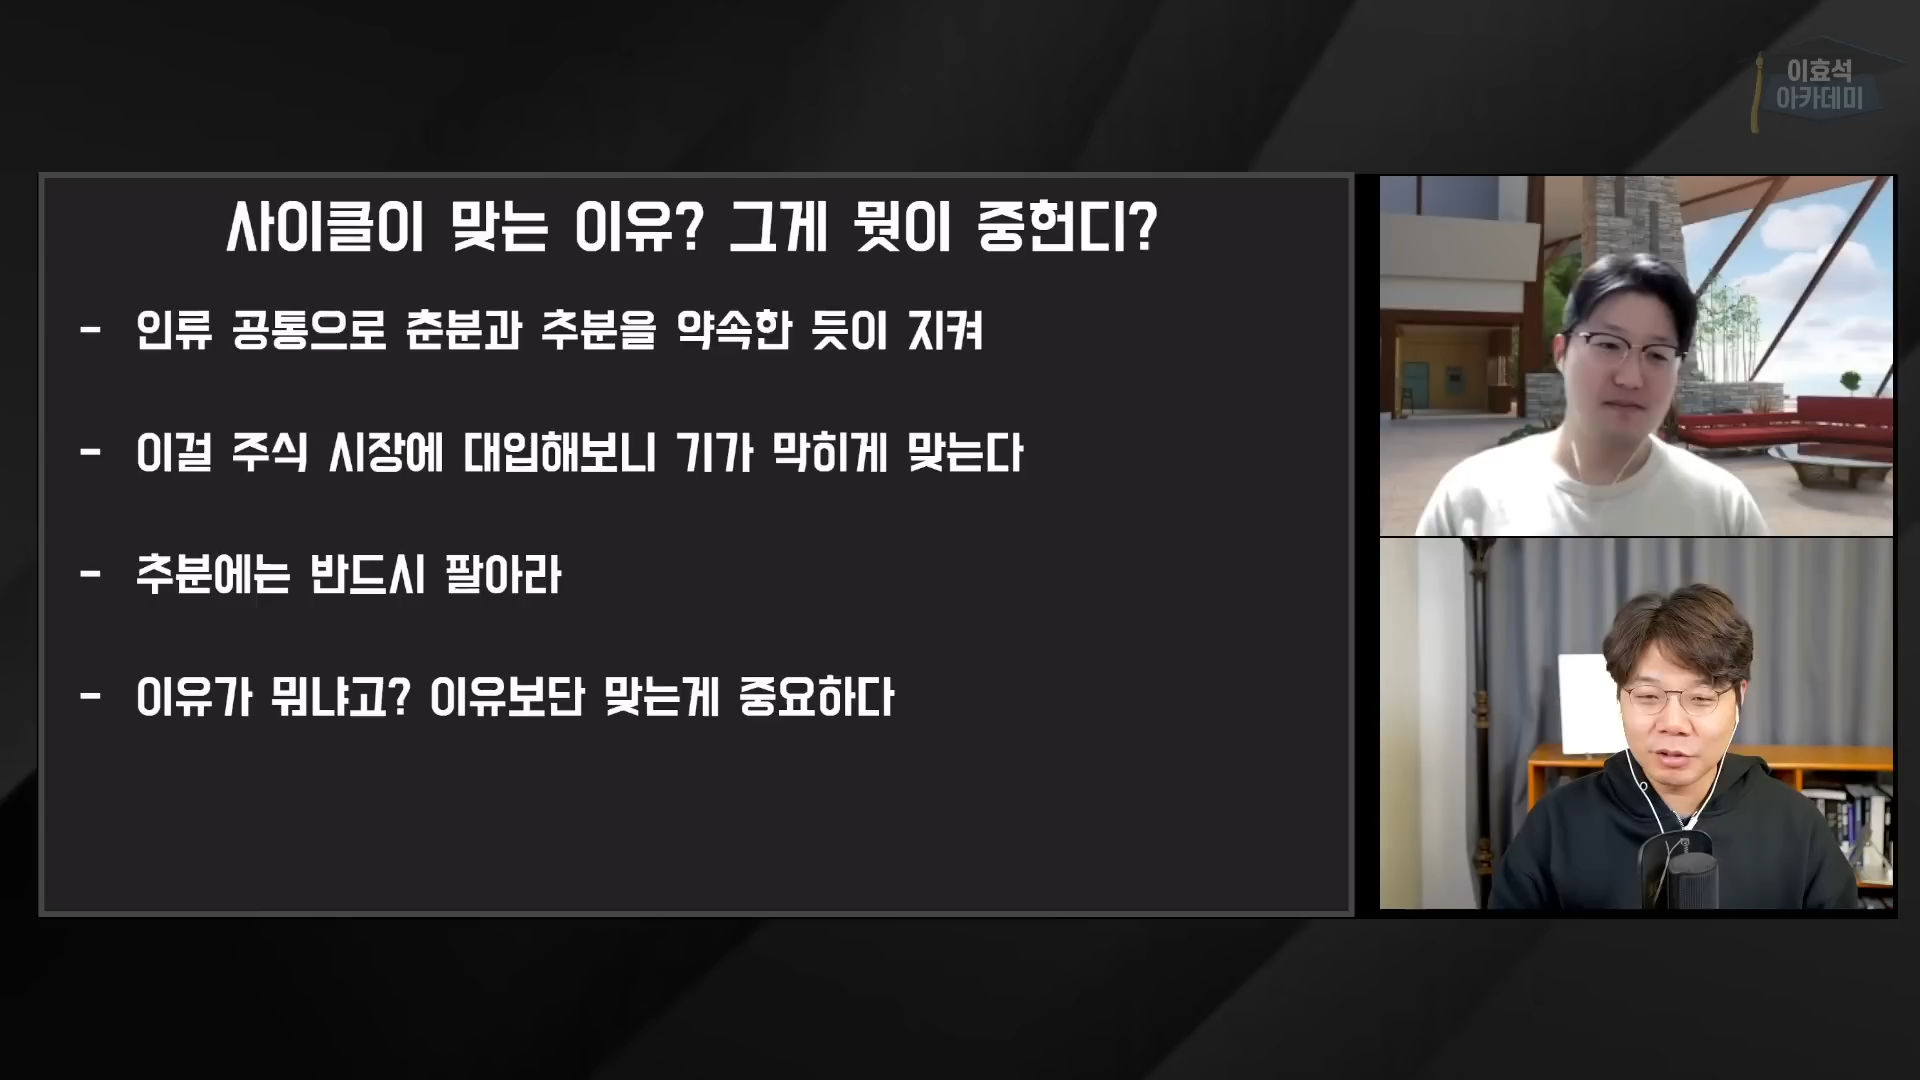 이효석
아카데미
사이클이 맞는 이유? 그게 뭣이 중헌디?
- 인류 공통으로 춘분과 추분을 약속한 듯이 지켜
- 이걸 주식 시장에 대입해보니 기가 막히게 맞는다
- 추분에는 반드시 팔아라
- 이유가 뭐냐고? 이유보단 맞는게 중요하다